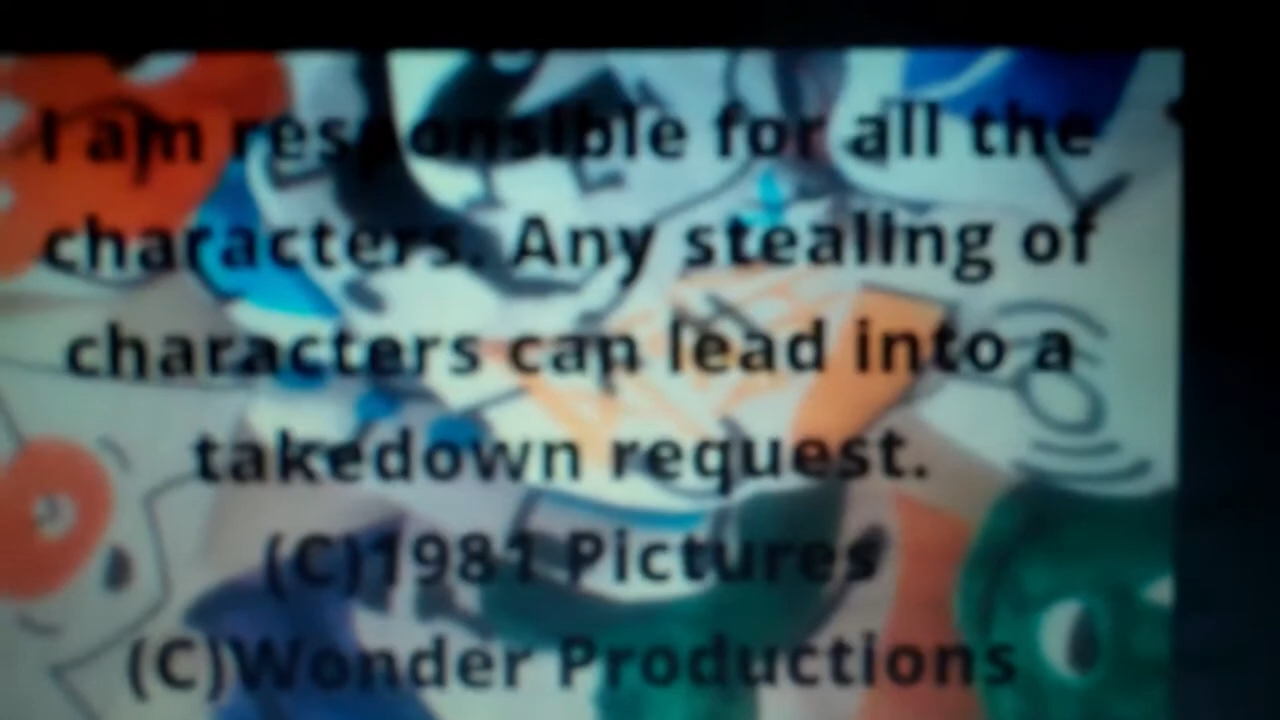 I am responsible for all the
characters. Any stealing of
characters can lead into a
takedown request.
(C)1981 Pictures
(C)Wonder Productions